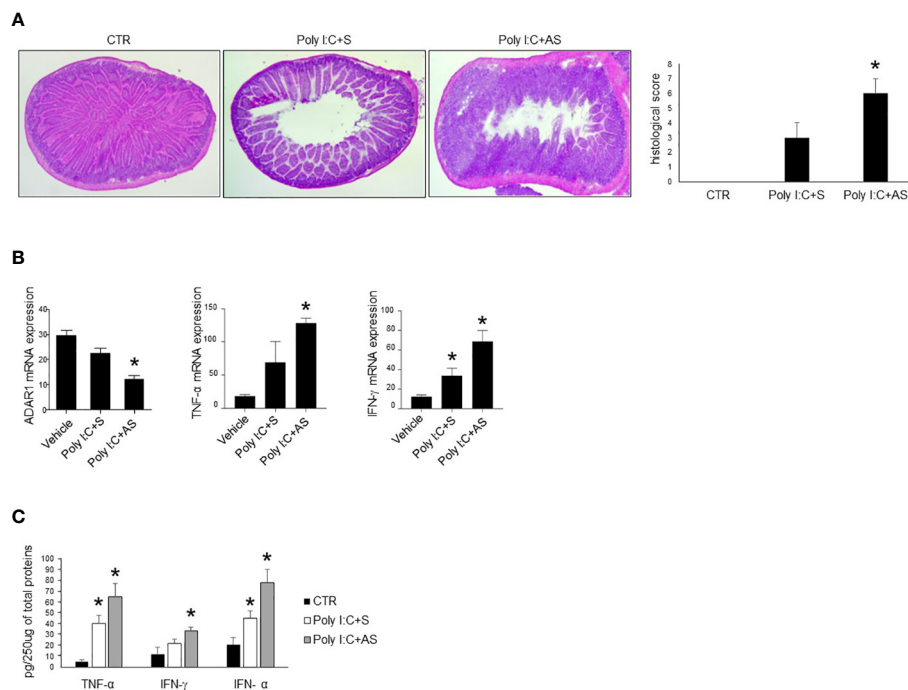 A
CTR
Poly I:C+S
Poly I:C+AS
histological score
8
7
6
5
4
3
2
1
0
*
CTR
Poly I:C+S
Poly I:C+AS
B
ADAR1 mRNA expression
40
30
20
10
0
*
Vehicle
Poly I:C+S
Poly I:C+AS
TNF-α mRNA expression
150
100
50
0
*
Vehicle
Poly I:C+S
Poly I:C+AS
IFN-γ mRNA expression
100
80
60
40
20
0
* *
Vehicle
Poly I:C+S
Poly I:C+AS
C
pg/250ug of total proteins
100
90
80
70
60
50
40
30
20
10
0
* *
*
* *
TNF-α IFN-γ IFN- α
CTR
Poly I:C+S
Poly I:C+AS